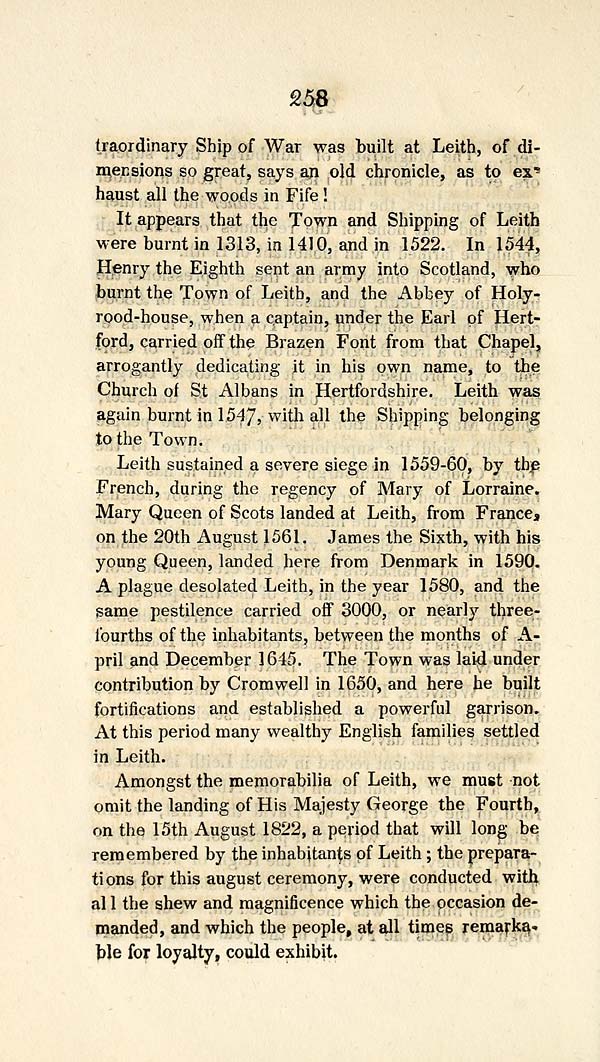 258
traordinary Ship of War was built at Leith, of di-
mensions so great, says an old chronicle, as to ex-
haust all the woods in Fife!
It appears that the Town and Shipping of Leith
were burnt in 1313, in 1410, and in 1522. In 1544,
Henry the Eighth sent an army into Scotland, who
burnt the Town of Leith, and the Abbey of Holy-
rood-house, when a captain, under the Earl of Hert-
ford, carried off the Brazen Font from that Chapel,
arrogantly dedicating it in his own name, to the
Church of St Albans in Hertfordshire. Leith was
again burnt in 1547, with all the Shipping belonging
to the Town.
Leith sustained a severe siege in 1559-60, by the
French, during the regency of Mary of Lorraine.
Mary Queen of Scots landed at Leith, from France,
on the 20th August 1561. James the Sixth, with his
young Queen, landed here from Denmark in 1590.
A plague desolated Leith, in the year 1580, and the
same pestilence carried off 3000, or nearly three-
fourths of the inhabitants, between the months of A-
pril and December 1645. The Town was laid under
contribution by Cromwell in 1650, and here he built
fortifications and established a powerful garrison.
At this period many wealthy English families settled
in Leith.
Amongst the memorabilia of Leith, we must not
omit the landing of His Majesty George the Fourth,
on the 15th August 1822, a period that will long be
remembered by the inhabitants of Leith; the prepara-
tions for this august ceremony, were conducted with
all the shew and magnificence which the occasion de-
manded, and which the people, at all times remarka-
ble for loyalty, could exhibit.